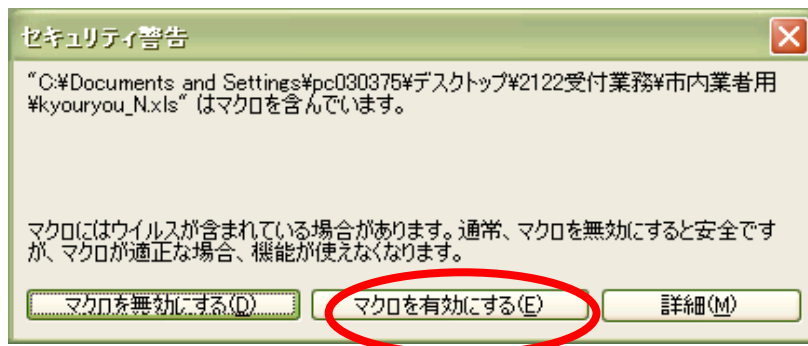 セキュリティ警告
"C:¥Documents and Settings¥pc030375¥デスクトップ¥2122受付業務¥市内業者用
¥kyouryou_N.xls" はマクロを含んでいます。
マクロにはウイルスが含まれている場合があります。通常、マクロを無効にすると安全です
が、マクロが適正な場合、機能が使えなくなります。
マクロを無効にする(D) マクロを有効にする(E) 詳細(M)